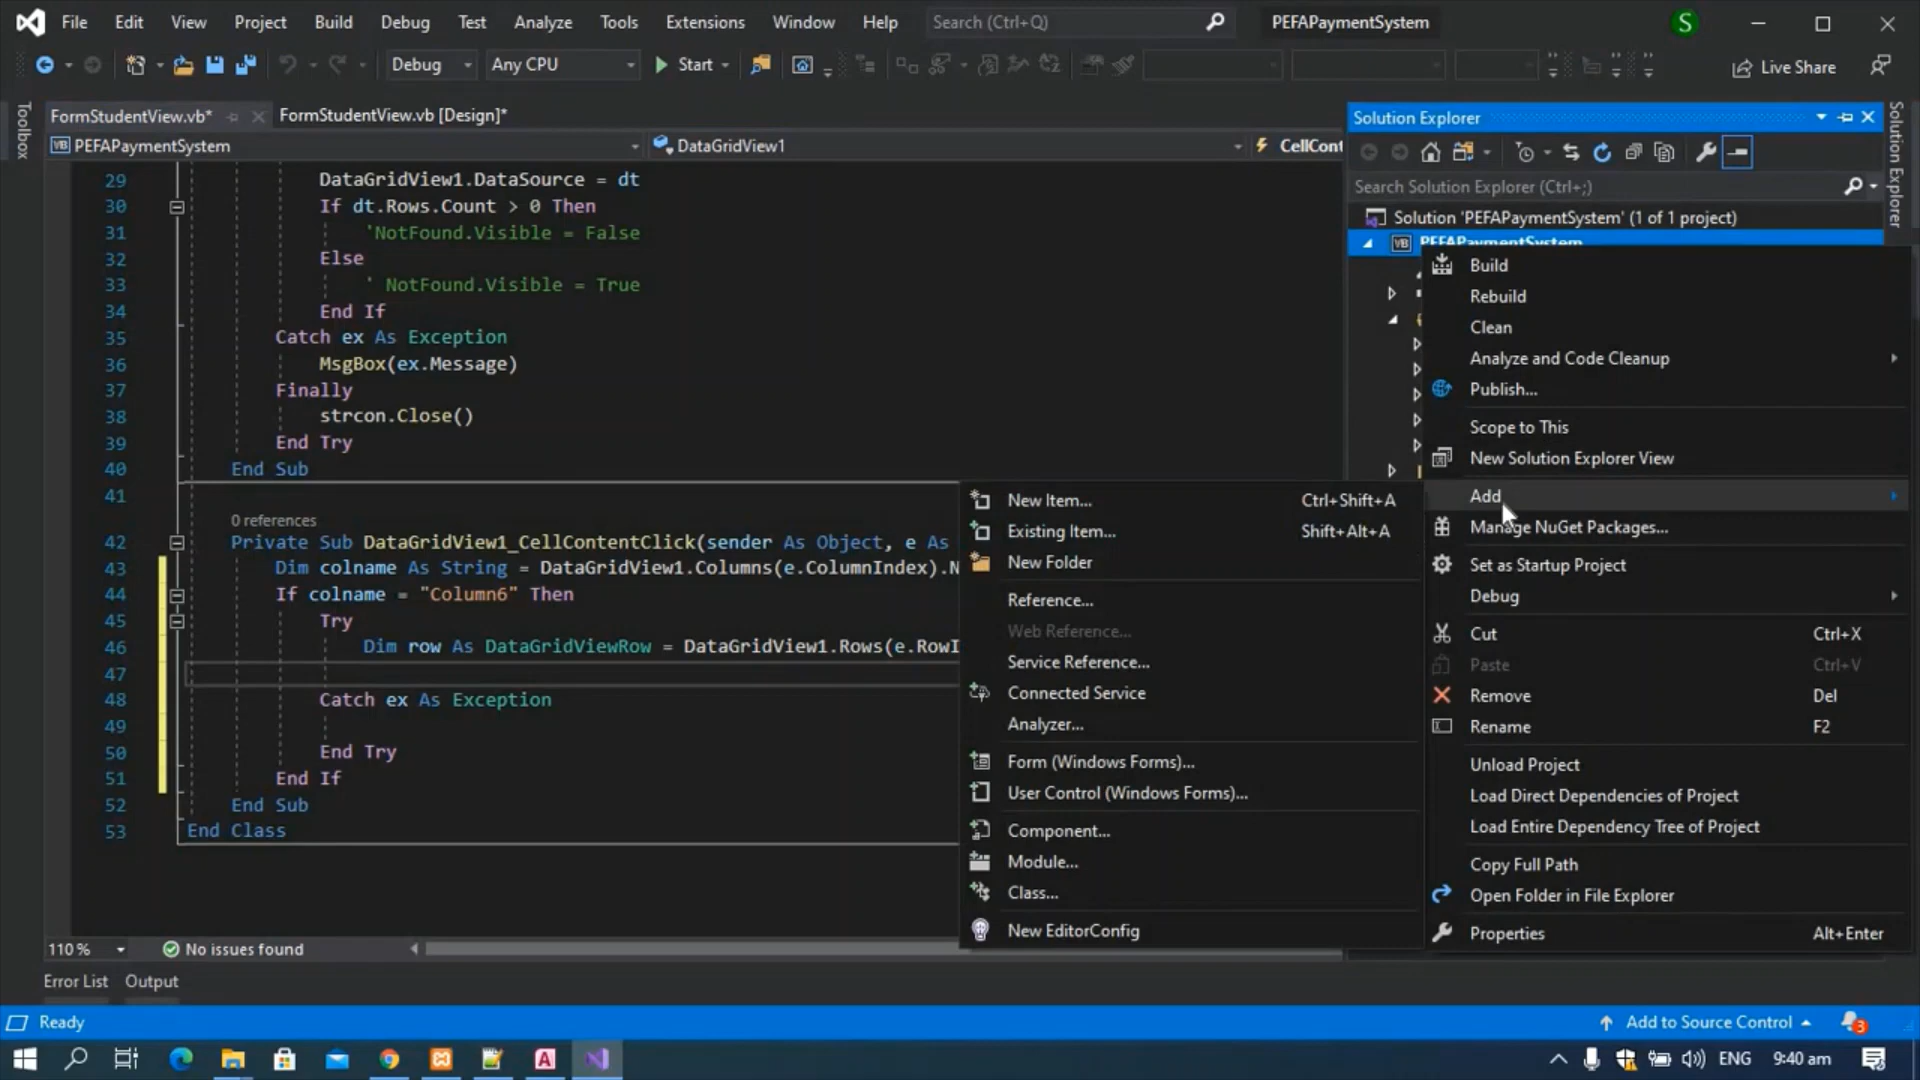 File Edit View Project Build Debug Test Analyze Tools Extensions Window Help Search (Ctrl+Q) PEFAPaymentSystem S
Debug Any CPU Start Live Share
Toolbox
FormStudentView.vb* FormStudentView.vb [Design]*
VB PEFAPaymentSystem DataGridView1 CellCont
29 DataGridView1.DataSource = dt
30 If dt.Rows.Count > 0 Then
31 'NotFound.Visible = False
32 Else
33 ' NotFound.Visible = True
34 End If
35 Catch ex As Exception
36 MsgBox(ex.Message)
37 Finally
38 strcon.Close()
39 End Try
40 End Sub
41
0 references
42 Private Sub DataGridView1_CellContentClick(sender As Object, e As
43 Dim colname As String = DataGridView1.Columns(e.ColumnIndex).N
44 If colname = "Column6" Then
45 Try
46 Dim row As DataGridViewRow = DataGridView1.Rows(e.RowI
47
48 Catch ex As Exception
49
50 End Try
51 End If
52 End Sub
53 End Class
110 % No issues found
Error List Output
Solution Explorer
Solution Explorer
Search Solution Explorer (Ctrl+;)
Solution 'PEFAPaymentSystem' (1 of 1 project)
VB PEFAPaymentSystem
Build
Rebuild
Clean
Analyze and Code Cleanup
Publish...
Scope to This
New Solution Explorer View
Add
Manage NuGet Packages...
Set as Startup Project
Debug
Cut Ctrl+X
Paste Ctrl+V
Remove Del
Rename F2
Unload Project
Load Direct Dependencies of Project
Load Entire Dependency Tree of Project
Copy Full Path
Open Folder in File Explorer
Properties Alt+Enter
New Item... Ctrl+Shift+A
Existing Item... Shift+Alt+A
New Folder
Reference...
Web Reference...
Service Reference...
Connected Service
Analyzer...
Form (Windows Forms)...
User Control (Windows Forms)...
Component...
Module...
Class...
New EditorConfig
Ready Add to Source Control 3
A ENG 9:40 am